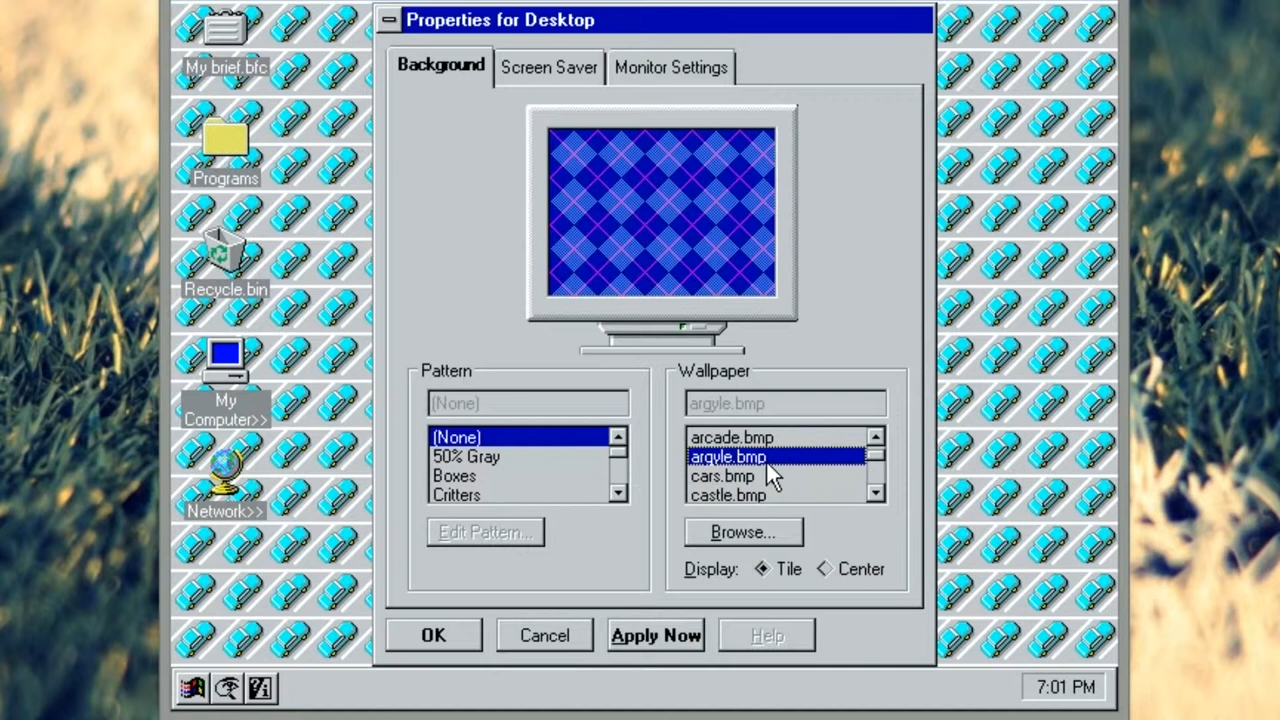 Properties for Desktop
Background
Screen Saver
Monitor Settings
My brief.bfc
Programs
Recycle.bin
My
Computer>>
Network>>
Pattern
(None)
(None)
50% Gray
Boxes
Critters
Edit Pattern...
Wallpaper
argyle.bmp
arcade.bmp
argyle.bmp
cars.bmp
castle.bmp
Browse...
Display: Tile Center
OK
Cancel
Apply Now
Help
7:01 PM